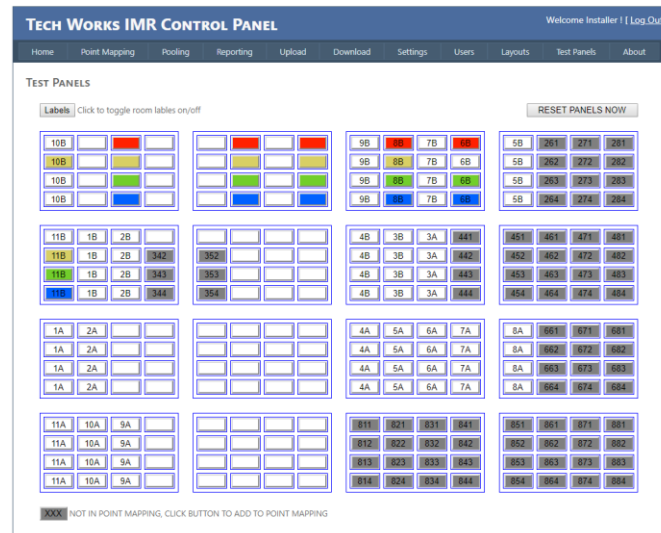 TECH WORKS IMR CONTROL PANEL
Welcome Installer ! [ Log Ou
Home Point Mapping Pooling Reporting Upload Download Settings Users Layouts Test Panels About
TEST PANELS
Labels Click to toggle room lables on/off RESET PANELS NOW
10B 9B 8B 7B 6B 5B 261 271 281
10B 9B 8B 7B 6B 5B 262 272 282
10B 9B 8B 7B 6B 5B 263 273 283
10B 9B 8B 7B 6B 5B 264 274 284
11B 1B 2B 4B 3B 3A 441 451 461 471 481
11B 1B 2B 342 352 4B 3B 3A 442 452 462 472 482
11B 1B 2B 343 353 4B 3B 3A 443 453 463 473 483
11B 1B 2B 344 354 4B 3B 3A 444 454 464 474 484
1A 2A 4A 5A 6A 7A 8A 661 671 681
1A 2A 4A 5A 6A 7A 8A 662 672 682
1A 2A 4A 5A 6A 7A 8A 663 673 683
1A 2A 4A 5A 6A 7A 8A 664 674 684
11A 10A 9A 811 821 831 841 851 861 871 881
11A 10A 9A 812 822 832 842 852 862 872 882
11A 10A 9A 813 823 833 843 853 863 873 883
11A 10A 9A 814 824 834 844 854 864 874 884
XXX NOT IN POINT MAPPING, CLICK BUTTON TO ADD TO POINT MAPPING